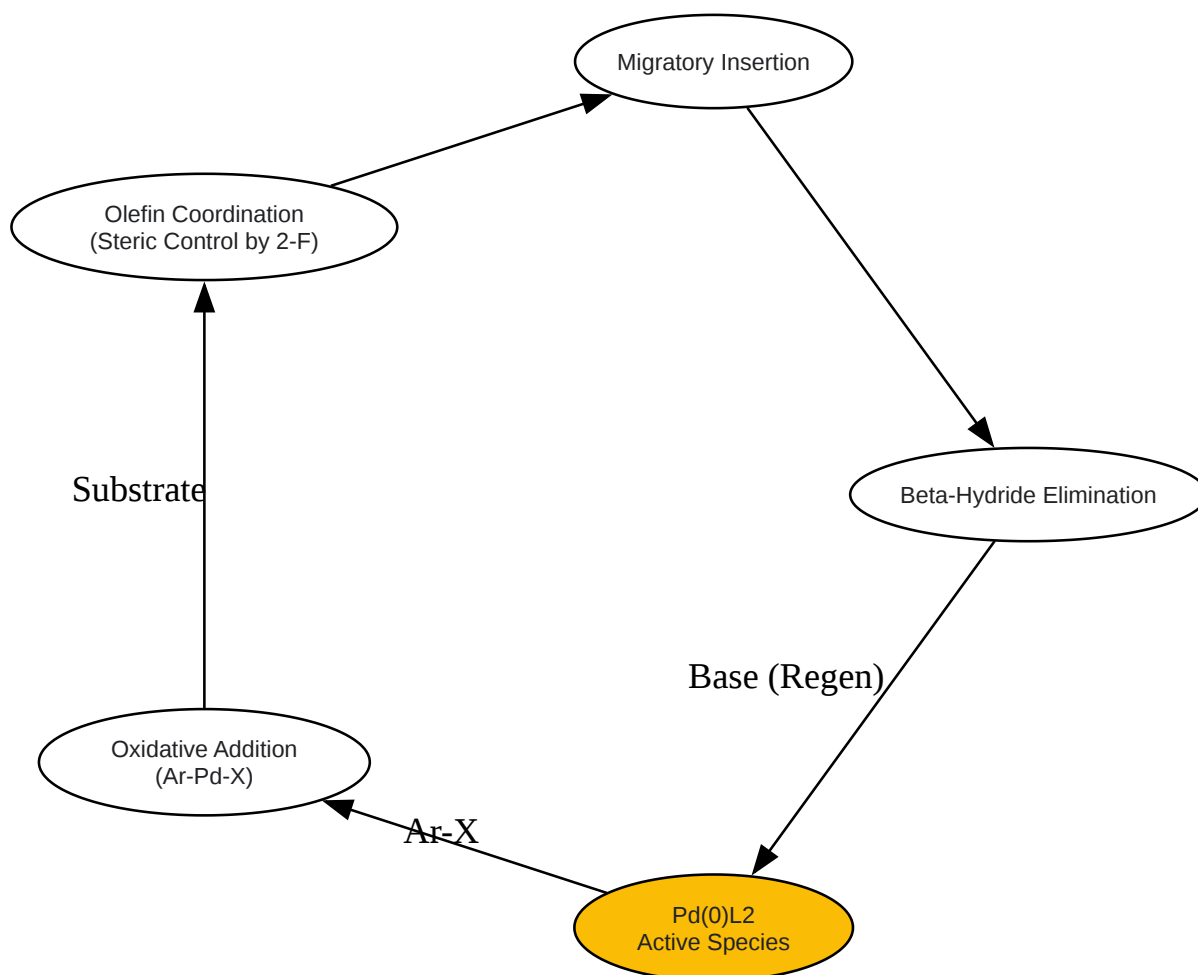 Migratory Insertion
Olefin Coordination
(Steric Control by 2-F)
Substrate
Beta-Hydride Elimination
Base (Regen)
Oxidative Addition
(Ar-Pd-X)
Ar-X
Pd(0)L2
Active Species